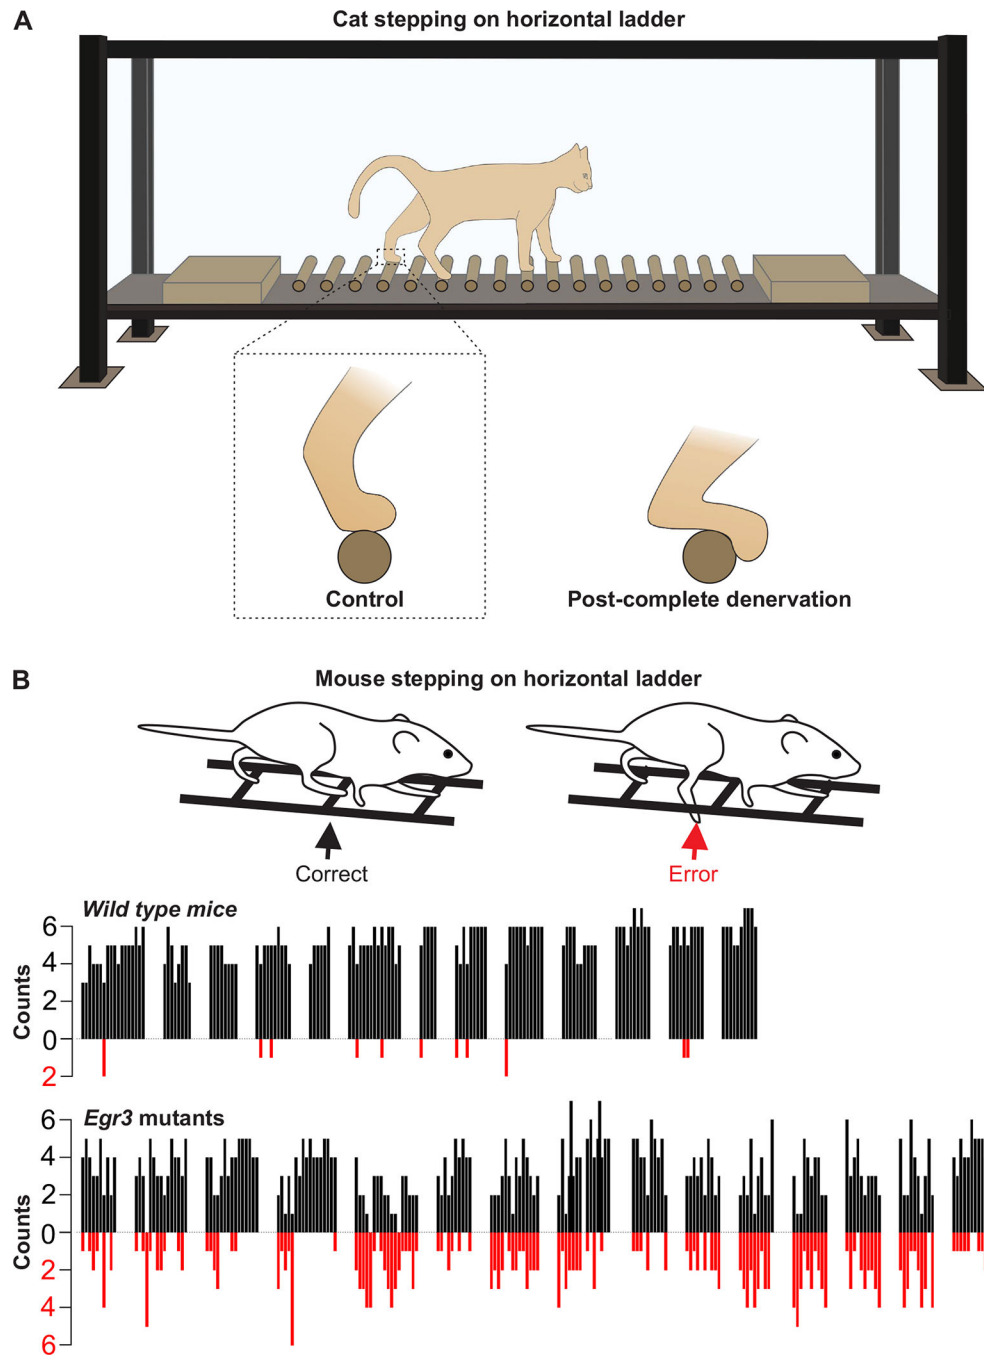 A
Cat stepping on horizontal ladder
Control
Post-complete denervation
B
Mouse stepping on horizontal ladder
Correct
Error
Wild type mice
Counts
6
4
2
0
2
Egr3 mutants
Counts
6
4
2
0
2
4
6